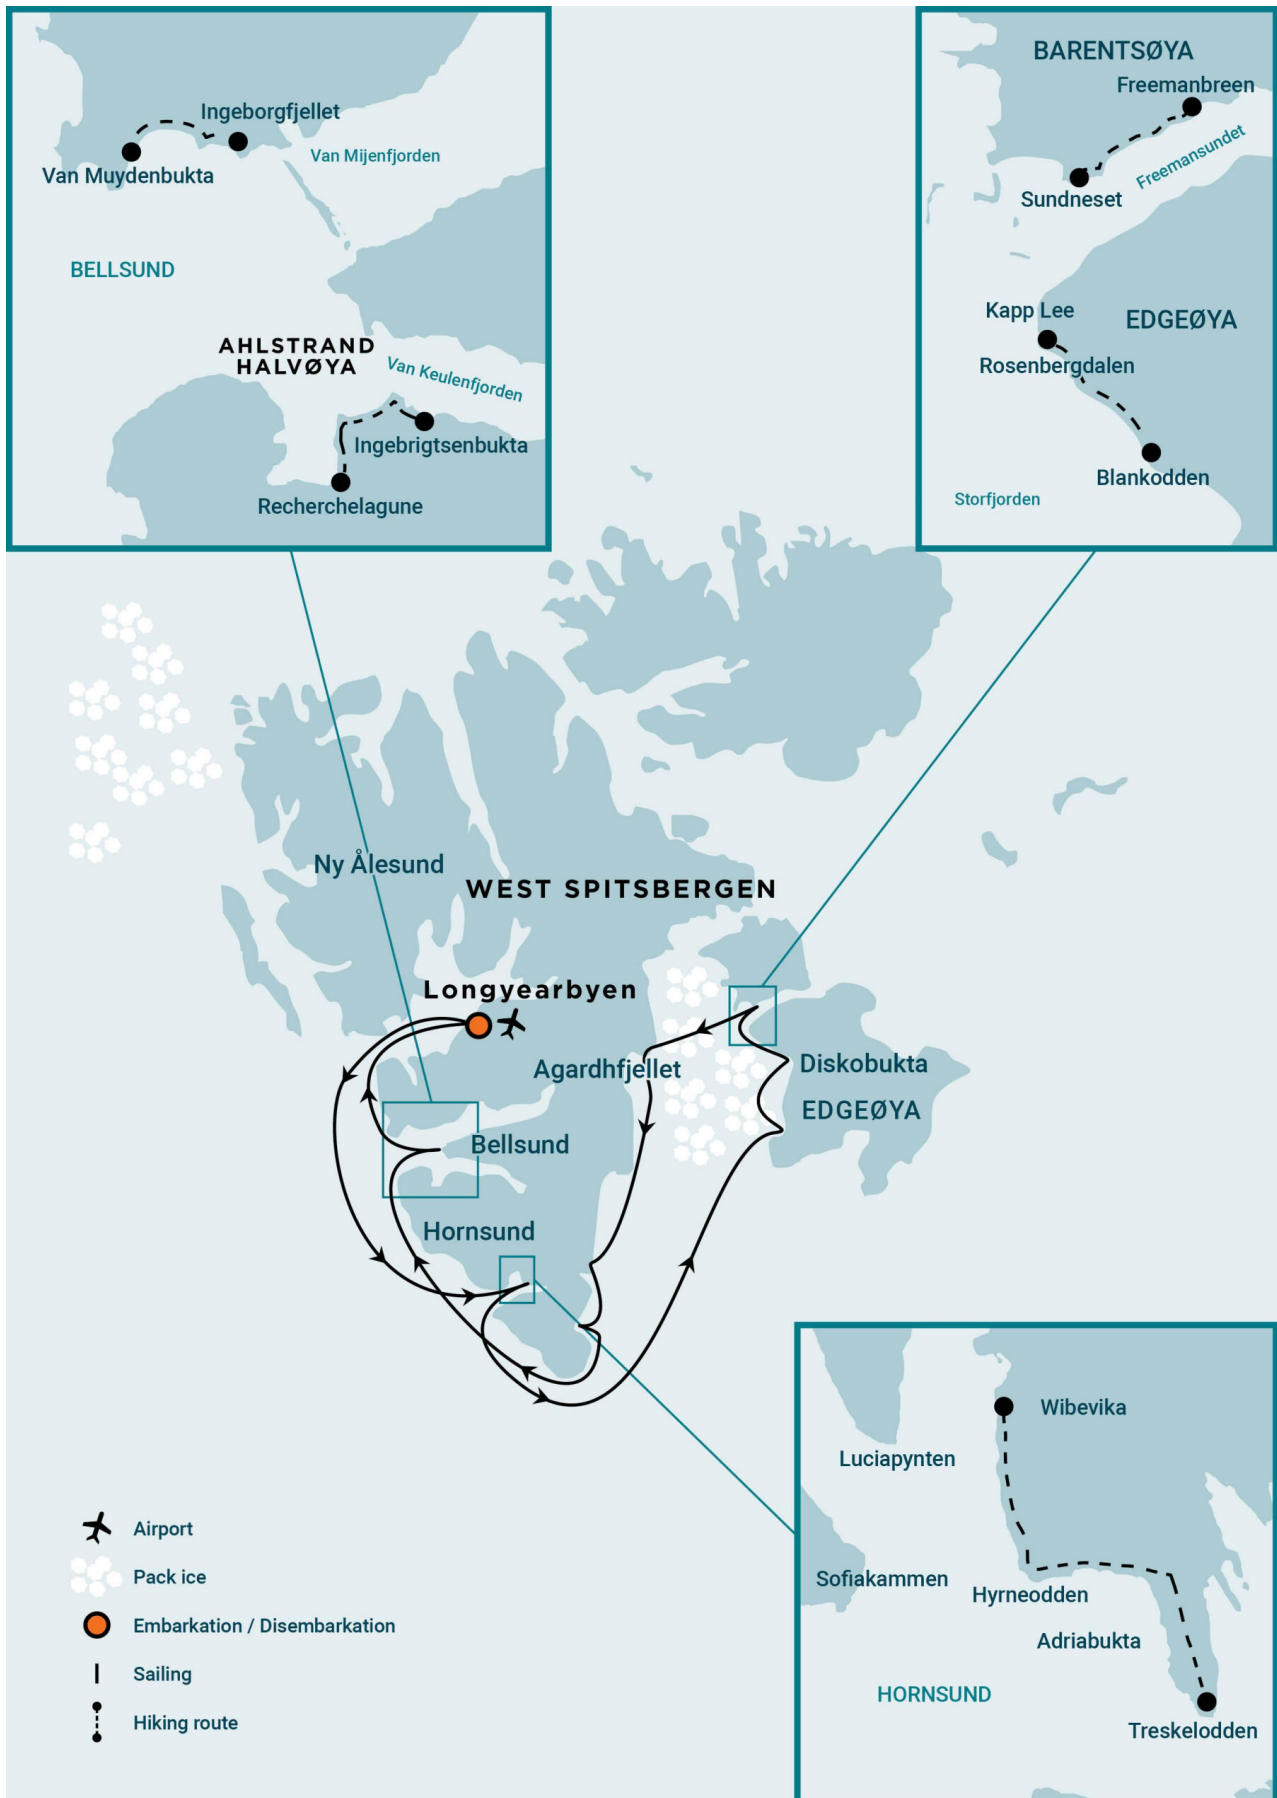 Ingeborgfjellet
Van Mijenfjorden
Van Muydenbukta
BELLSUND
AHLSTRAND
HALVØYA
Van Keulenfjorden
Ingebrigtsenbukta
Recherchelagune
BARENTSØYA
Freemanbreen
Freemansundet
Sundneset
Kapp Lee
EDGEØYA
Rosenbergdalen
Blankodden
Storfjorden
Ny Ålesund
WEST SPITSBERGEN
Longyearbyen
Agardhfjellet
Diskobukta
EDGEØYA
Bellsund
Hornsund
Wibevika
Luciapynten
Sofiakammen
Hyrneodden
Adriabukta
HORNSUND
Treskelodden
Airport
Pack ice
Embarkation / Disembarkation
Sailing
Hiking route